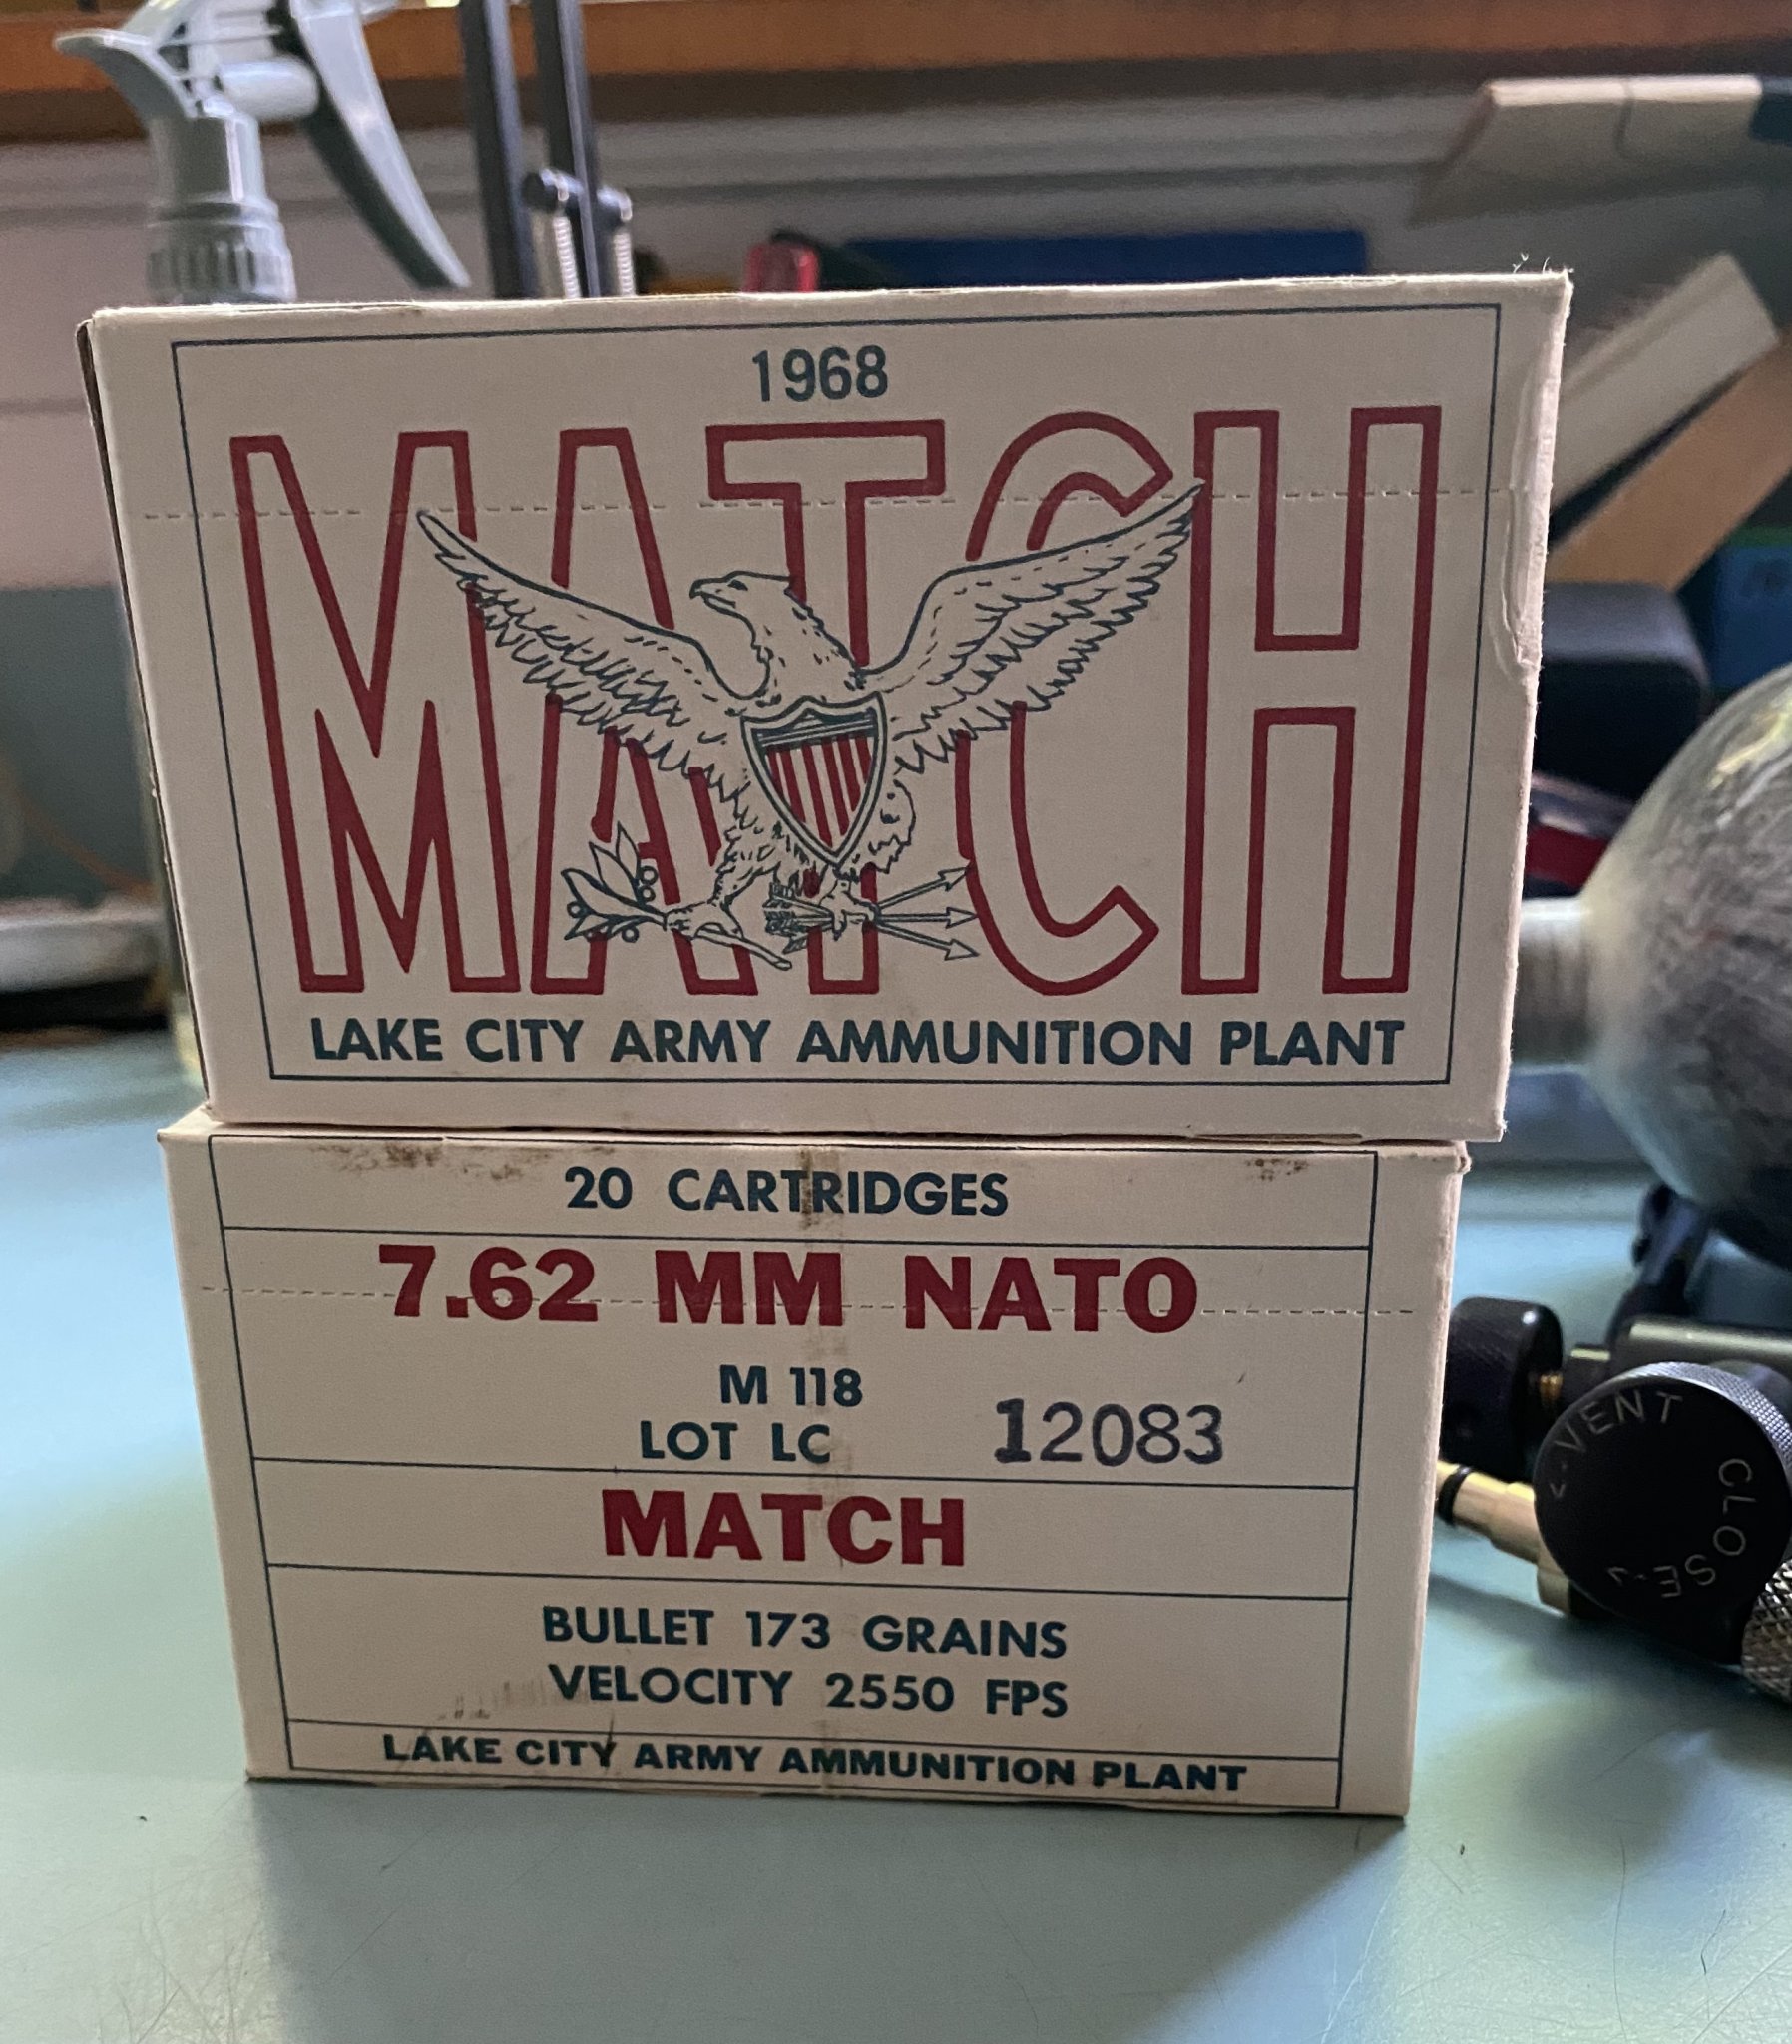 1968
MATCH
LAKE CITY ARMY AMMUNITION PLANT
20 CARTRIDGES
7.62 MM NATO
M 118
LOT LC 12083
MATCH
BULLET 173 GRAINS
VELOCITY 2550 FPS
LAKE CITY ARMY AMMUNITION PLANT
<-VENT
CLOSE->